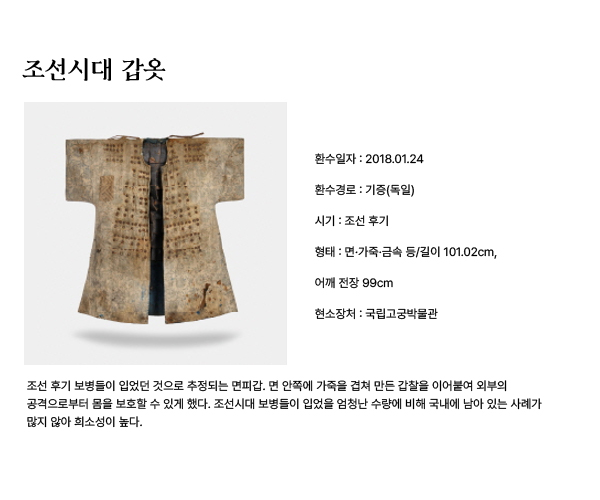 조선시대 갑옷
환수일자 : 2018.01.24
환수경로 : 기증(독일)
시기 : 조선 후기
형태 : 면·가죽·금속 등/길이 101.02cm,
어깨 전장 99cm
현소장처 : 국립고궁박물관
조선 후기 보병들이 입었던 것으로 추정되는 면피갑. 면 안쪽에 가죽을 겹쳐 만든 갑찰을 이어붙여 외부의
공격으로부터 몸을 보호할 수 있게 했다. 조선시대 보병들이 입었을 엄청난 수량에 비해 국내에 남아 있는 사례가
많지 않아 희소성이 높다.